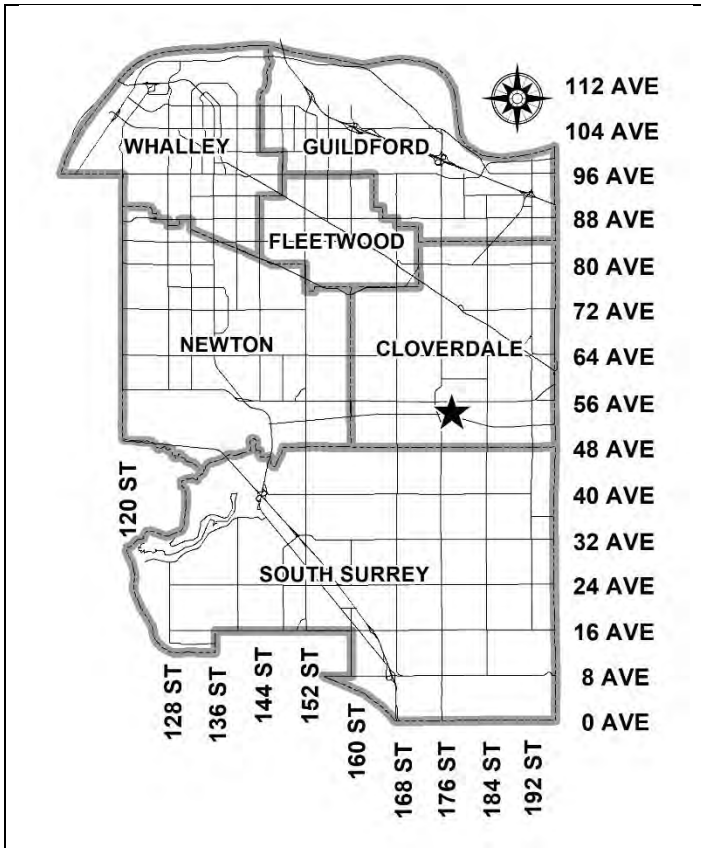 112 AVE
104 AVE
WHALLEY
GUILDFORD
96 AVE
88 AVE
FLEETWOOD
80 AVE
72 AVE
NEWTON
CLOVERDALE
64 AVE
56 AVE
48 AVE
120 ST
40 AVE
32 AVE
SOUTH SURREY
24 AVE
16 AVE
8 AVE
0 AVE
128 ST
136 ST
144 ST
152 ST
160 ST
168 ST
176 ST
184 ST
192 ST